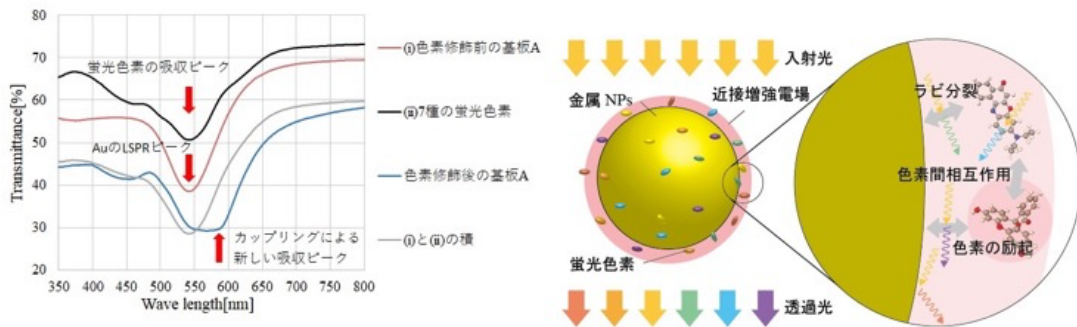 Transmittance[%]
80
70
60
50
40
30
20
350
400
450
500
550
600
650
700
750
800
Wave length[nm]
蛍光色素の吸収ピーク
AuのLSPRピーク
カップリングによる
新しい吸収ピーク
(i)色素修飾前の基板A
(ii)7種の蛍光色素
色素修飾後の基板A
(i)と(ii)の積
入射光
金属 NPs
近接増強電場
蛍光色素
透過光
ラビ分裂
色素間相互作用
色素の励起